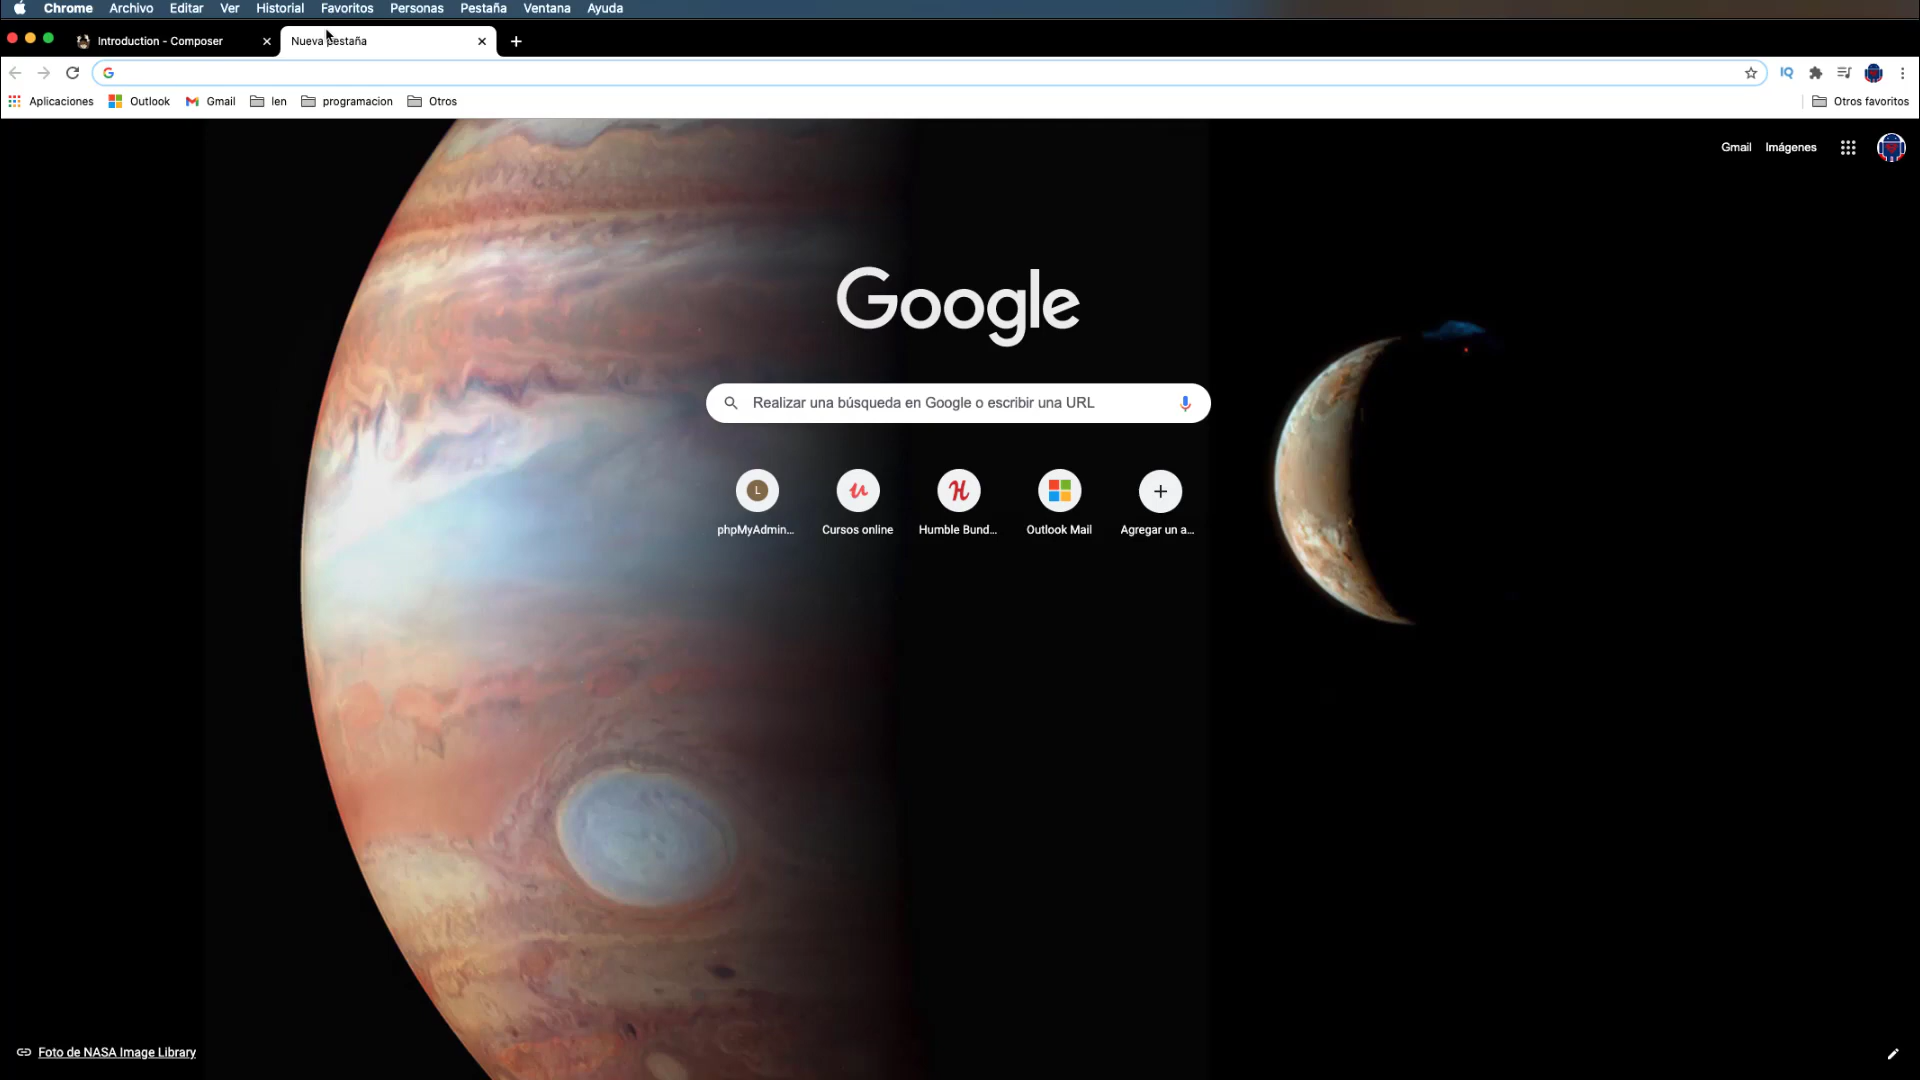 Chrome Archivo Editar Ver Historial Favoritos Personas Pestaña Ventana Ayuda
Introduction - Composer
Nueva pestaña
Aplicaciones Outlook Gmail len programacion Otros Otros favoritos
Gmail Imágenes
Google
Realizar una búsqueda en Google o escribir una URL
L
phpMyAdmin... Cursos online Humble Bund... Outlook Mail Agregar un a...
Foto de NASA Image Library